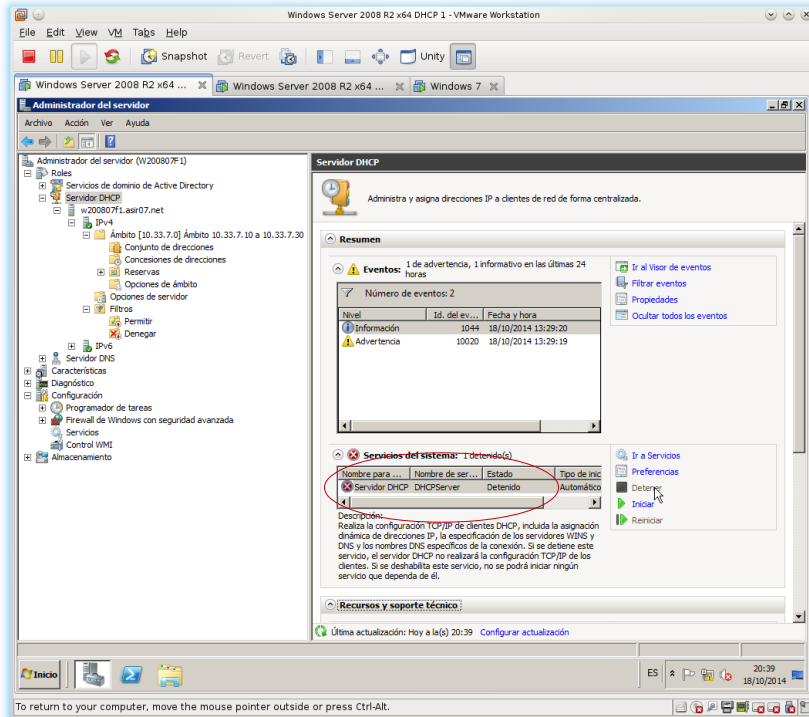 Windows Server 2008 R2 x64 DHCP 1 - VMware Workstation
File Edit View VM Tabs Help
Snapshot Revert Unity
Windows Server 2008 R2 x64 ... Windows Server 2008 R2 x64 ... Windows 7
Administrador del servidor
Archivo Acción Ver Ayuda
Administrador del servidor (W200807F1)
Roles
Servicios de dominio de Active Directory
Servidor DHCP
w200807f1.asir07.net
IPv4
Ámbito [10.33.7.0] Ámbito 10.33.7.10 a 10.33.7.30
Conjunto de direcciones
Concesiones de direcciones
Reservas
Opciones de ámbito
Opciones de servidor
Filtros
Permitir
Denegar
IPv6
Servidor DNS
Características
Diagnóstico
Configuración
Programador de tareas
Firewall de Windows con seguridad avanzada
Servicios
Control WMI
Almacenamiento
Servidor DHCP
Administra y asigna direcciones IP a clientes de red de forma centralizada.
Resumen
Eventos: 1 de advertencia, 1 informativo en las últimas 24
horas
Número de eventos: 2
Nivel Id. del ev... Fecha y hora
Información 1044 18/10/2014 13:29:20
Advertencia 10020 18/10/2014 13:29:19
Ir al Visor de eventos
Filtrar eventos
Propiedades
Ocultar todos los eventos
Servicios del sistema: 1 detenido(s)
Nombre para ... Nombre de ser... Estado Tipo de inic
Servidor DHCP DHCPServer Detenido Automático
Descripción:
Realiza la configuración TCP/IP de clientes DHCP, incluida la asignación
dinámica de direcciones IP, la especificación de los servidores WINS y
DNS y los nombres DNS específicos de la conexión. Si se detiene este
servicio, el servidor DHCP no realizará la configuración TCP/IP de los
clientes. Si se deshabilita este servicio, no se podrá iniciar ningún
servicio que dependa de él.
Ir a Servicios
Preferencias
Detener
Iniciar
Reiniciar
Recursos y soporte técnico
Última actualización: Hoy a la(s) 20:39 Configurar actualización
Inicio
ES
20:39
18/10/2014
To return to your computer, move the mouse pointer outside or press Ctrl-Alt.